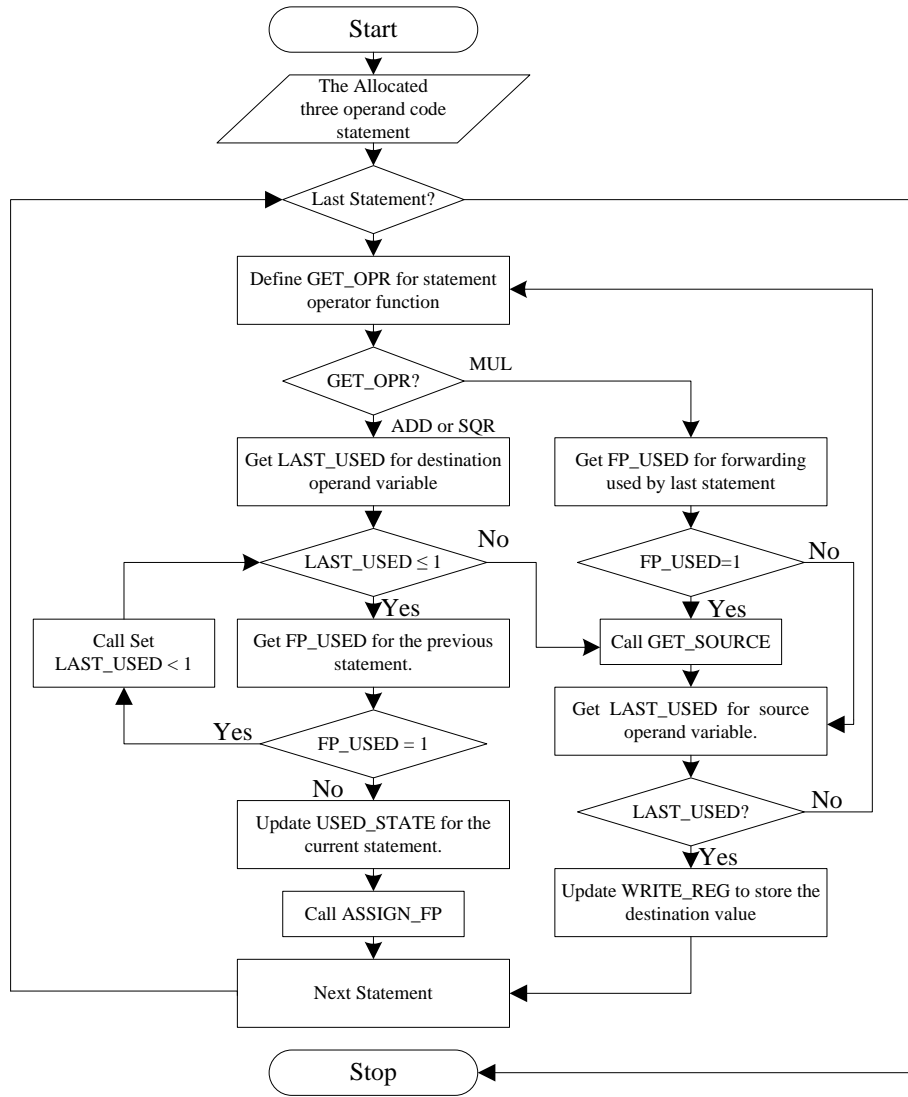 Start
The Allocated
three operand code
statement
Last Statement?
Define GET_OPR for statement
operator function
GET_OPR?
MUL
ADD or SQR
Get LAST_USED for destination
operand variable
Get FP_USED for forwarding
used by last statement
LAST_USED ≤ 1
No
FP_USED=1
No
Yes
Yes
Call Set
LAST_USED < 1
Get FP_USED for the previous
statement.
Call GET_SOURCE
Get LAST_USED for source
operand variable.
Yes
FP_USED = 1
No
LAST_USED?
No
Update USED_STATE for the
current statement.
Yes
Update WRITE_REG to store the
destination value
Call ASSIGN_FP
Next Statement
Stop